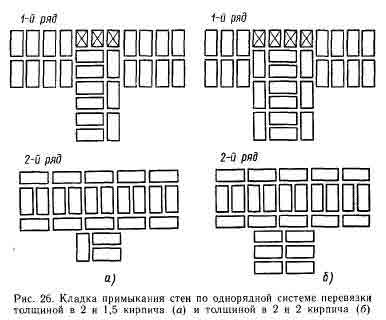 1-й ряд
1-й ряд
2-й ряд
2-й ряд
а)
б)
Рис. 26. Кладка примыкания стен по однорядной системе перевязки
толщиной в 2 и 1,5 кирпича (а) и толщиной в 2 и 2 кирпича (б)